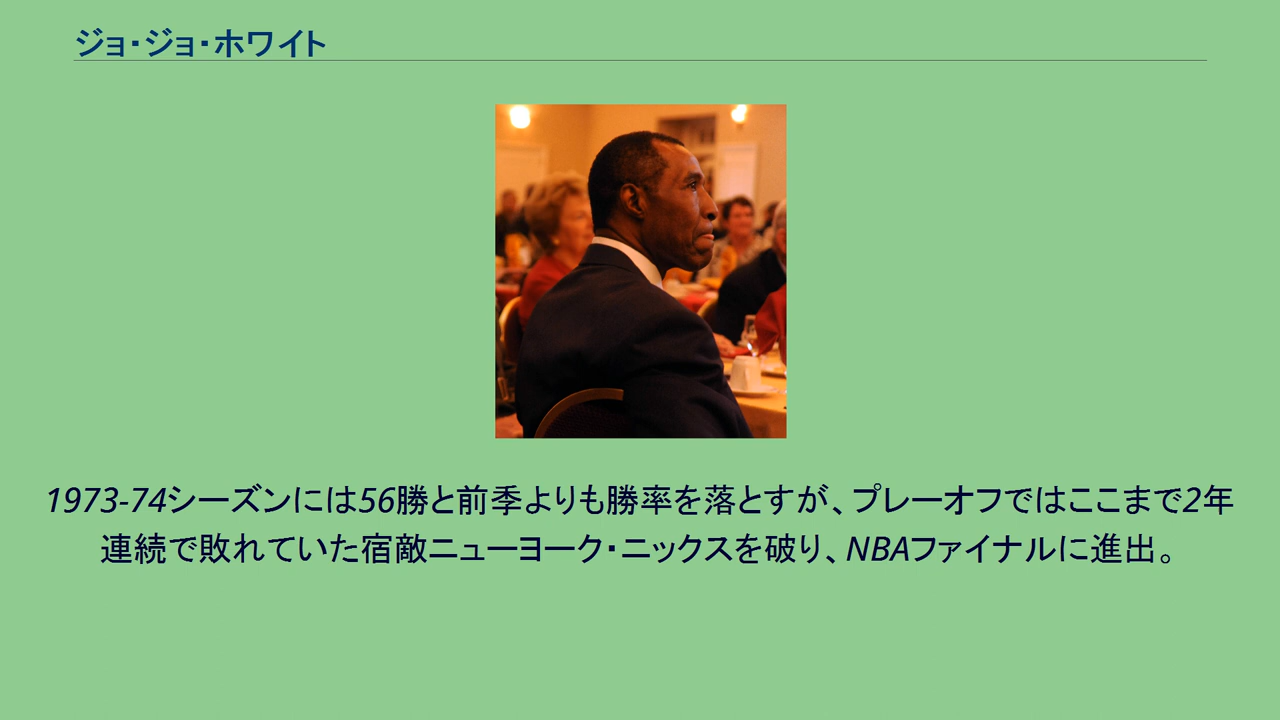 ジョ・ジョ・ホワイト
1973-74シーズンには56勝と前季よりも勝率を落とすが、プレーオフではここまで2年
連続で敗れていた宿敵ニューヨーク・ニックスを破り、NBAファイナルに進出。